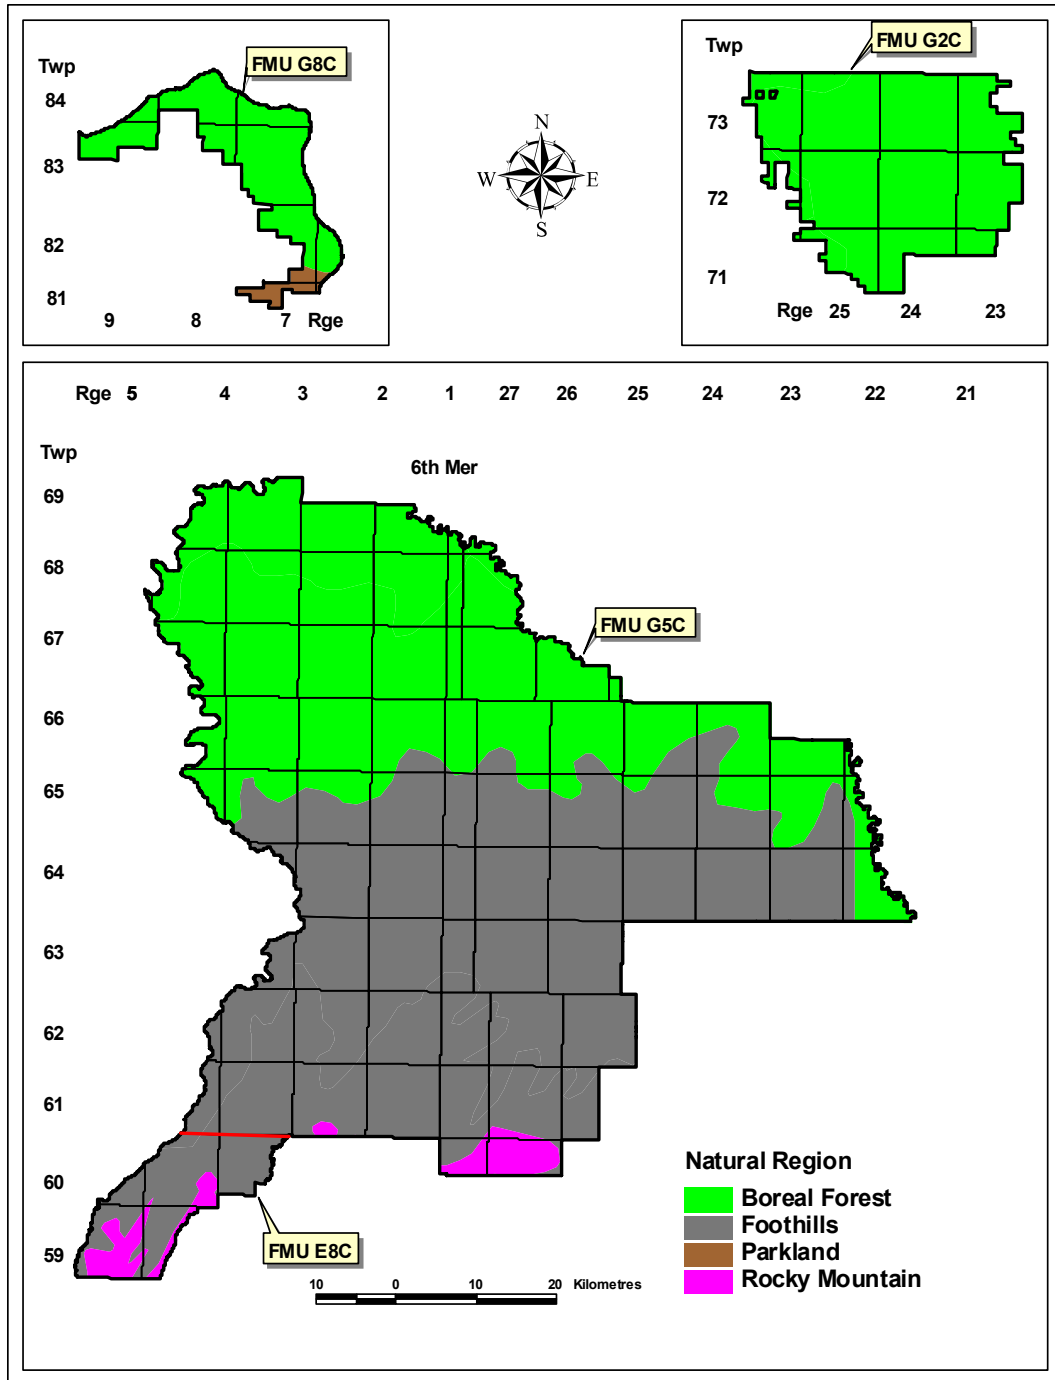 FMU G8C
Twp
84
83
82
81
9 8 7 Rge
N
W E
S
FMU G2C
Twp
73
72
71
Rge 25 24 23
Rge 5 4 3 2 1 27 26 25 24 23 22 21
Twp
6th Mer
69
68
67
66
65
64
63
62
61
60
59
FMU G5C
FMU E8C
Natural Region
Boreal Forest
Foothills
Parkland
Rocky Mountain
10 0 10 20 Kilometres